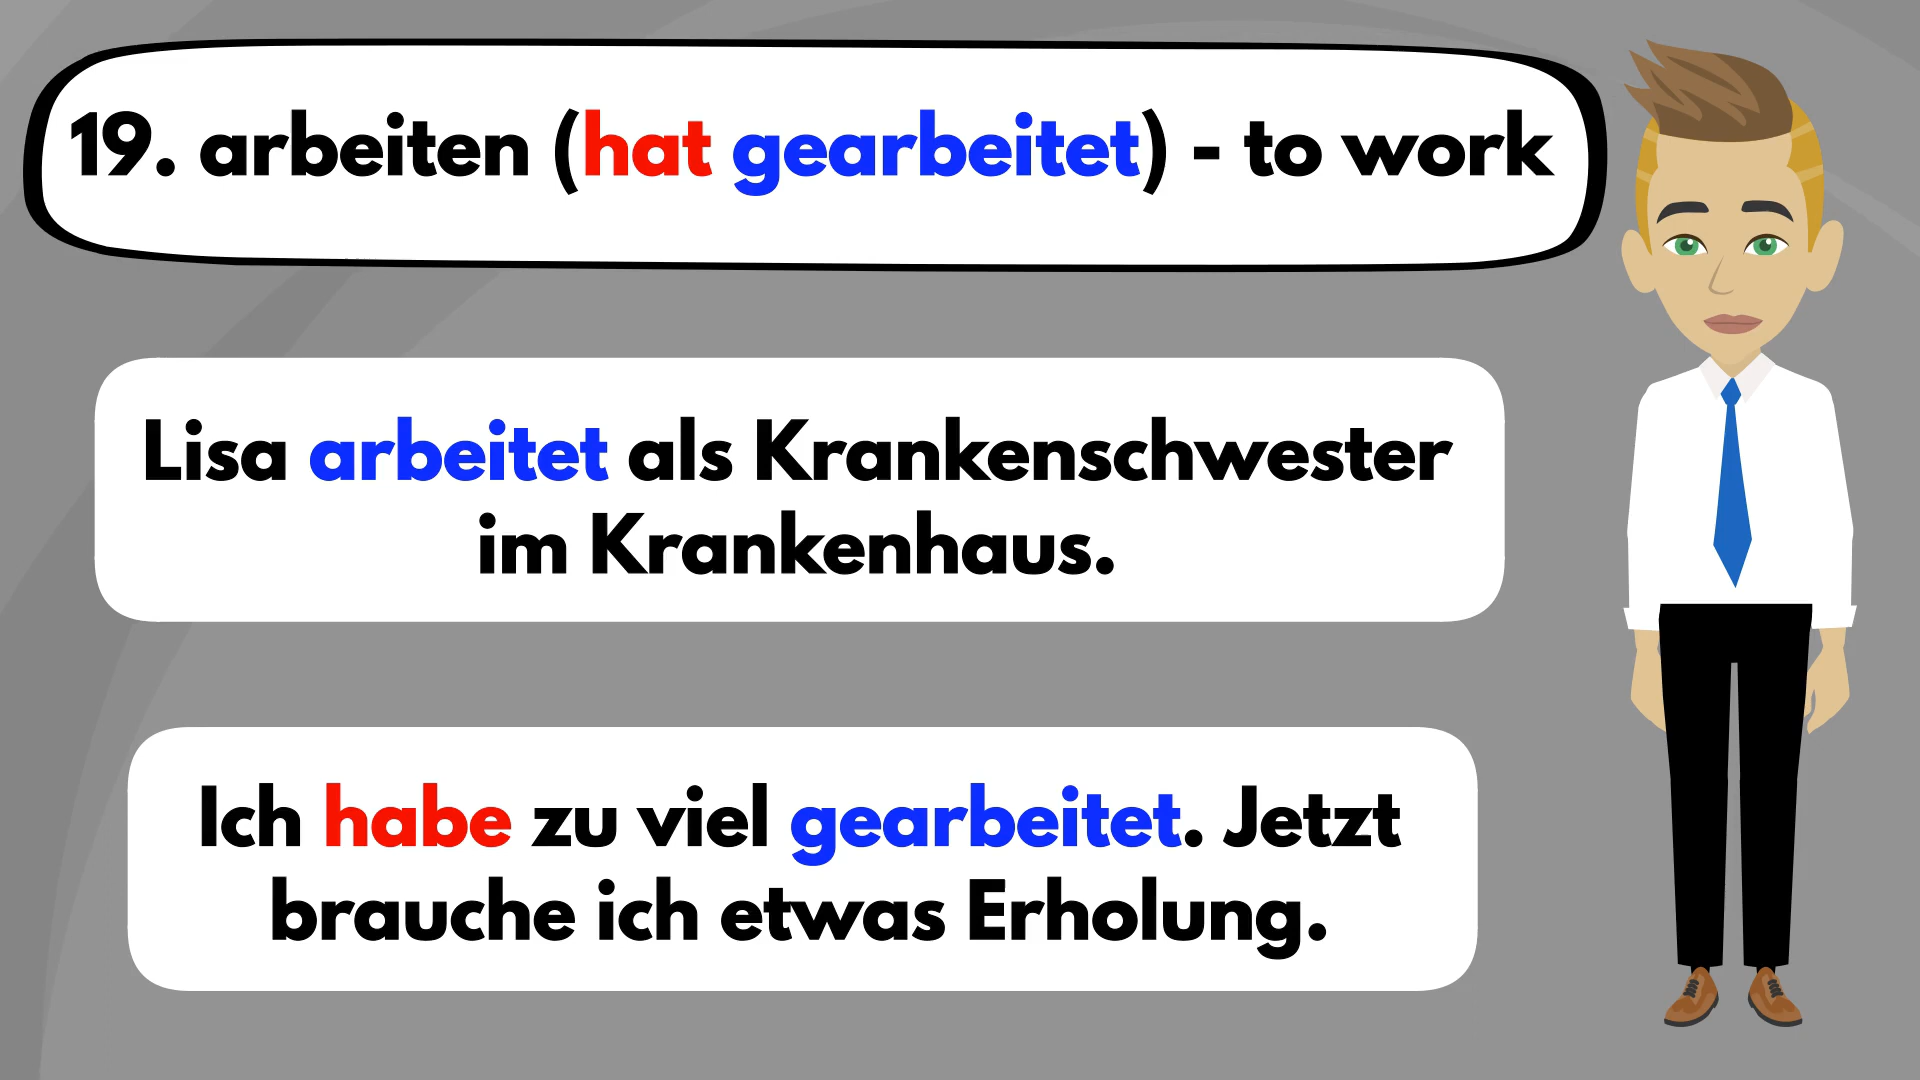 19. arbeiten (hat gearbeitet) - to work
Lisa arbeitet als Krankenschwester
im Krankenhaus.
Ich habe zu viel gearbeitet. Jetzt
brauche ich etwas Erholung.